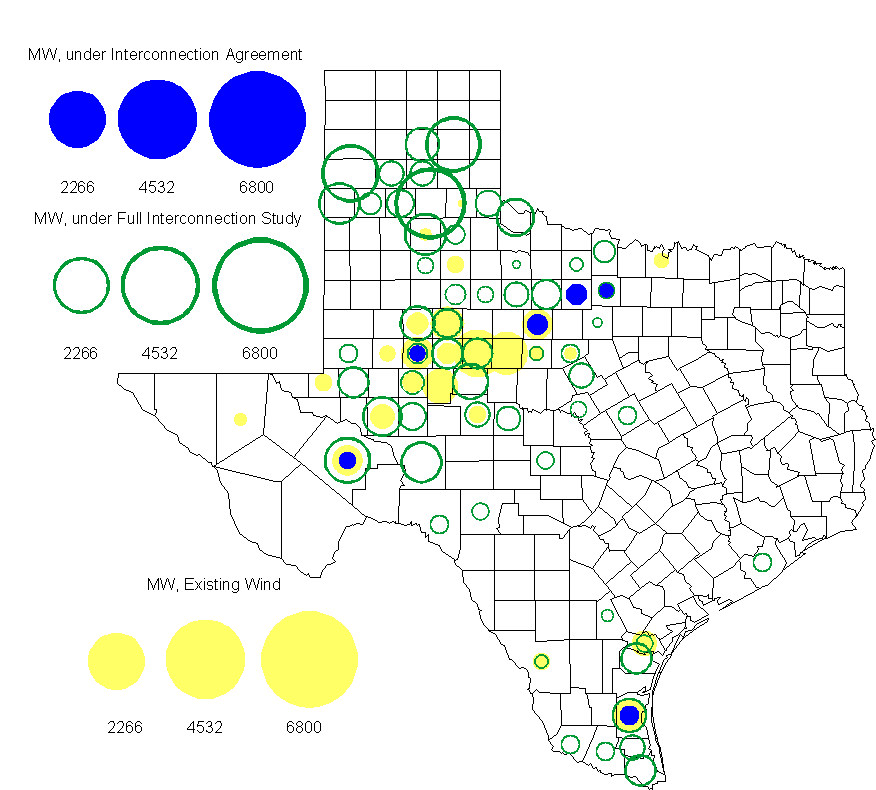 MW, under Interconnection Agreement
2266 4532 6800
MW, under Full Interconnection Study
2266 4532 6800
MW, Existing Wind
2266 4532 6800